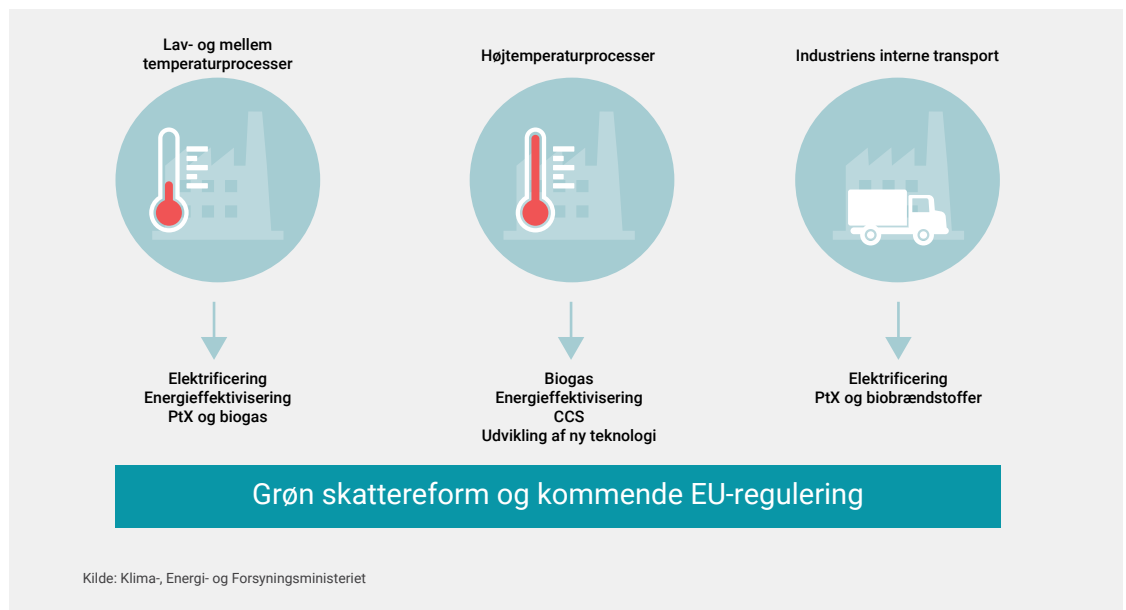 Lav- og mellem
temperaturprocesser
Højtemperaturprocesser
Industriens interne transport
Elektrificering
Energieffektivisering
PtX og biogas
Biogas
Energieffektivisering
CCS
Udvikling af ny teknologi
Elektrificering
PtX og biobrændstoffer
Grøn skattereform og kommende EU-regulering
Kilde: Klima-, Energi- og Forsyningsministeriet